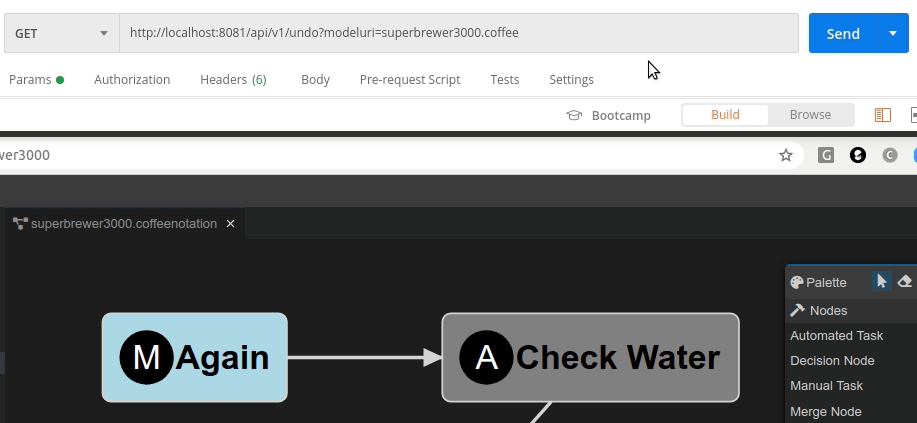 GET http://localhost:8081/api/v1/undo?modeluri=superbrewer3000.coffee Send
Params Authorization Headers (6) Body Pre-request Script Tests Settings
Bootcamp Build Browse
wer3000 G C
superbrewer3000.coffeenotation ×
Palette
Nodes
Automated Task
Decision Node
Manual Task
Merge Node
M Again A Check Water